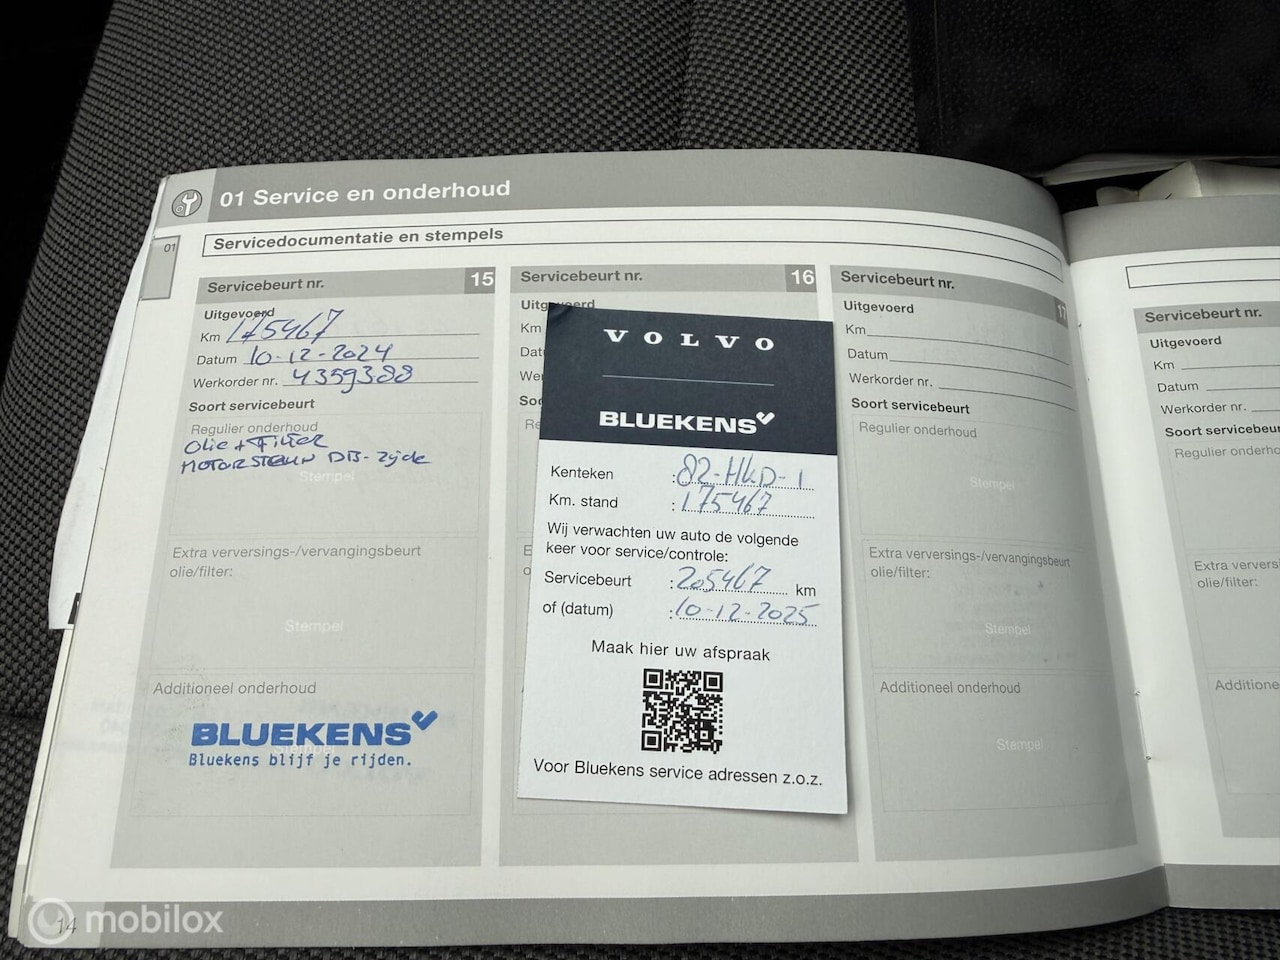 01 Service en onderhoud
01
Servicedocumentatie en stempels
Servicebeurt nr. 15
Uitgevoerd
Km 175467
Datum 10-12-2024
Werkorder nr. 4359388
Soort servicebeurt
Regulier onderhoud
Olie + Filter
MOTORSTEUN DIS-zijde
Stempel
Extra verversings-/vervangingsbeurt
olie/filter:
Stempel
Additioneel onderhoud
BLUEKENS
Stempel
Bluekens blijf je rijden.
Servicebeurt nr. 16
Km
VOLVO
BLUEKENS
Kenteken : 82-HKD-1
Km. stand : 175467
Wij verwachten uw auto de volgende
keer voor service/controle:
Servicebeurt : 205467 km
of (datum) : 10-12-2025
Maak hier uw afspraak
Voor Bluekens service adressen z.o.z.
Servicebeurt nr. 17
Uitgevoerd
Km
Datum
Werkorder nr.
Soort servicebeurt
Regulier onderhoud
Stempel
Extra verversings-/vervangingsbeurt
olie/filter:
Stempel
Additioneel onderhoud
Stempel
Servicebeurt nr.
Uitgevoerd
Km
Datum
Werkorder nr.
Soort servicebeurt
14
mobilox